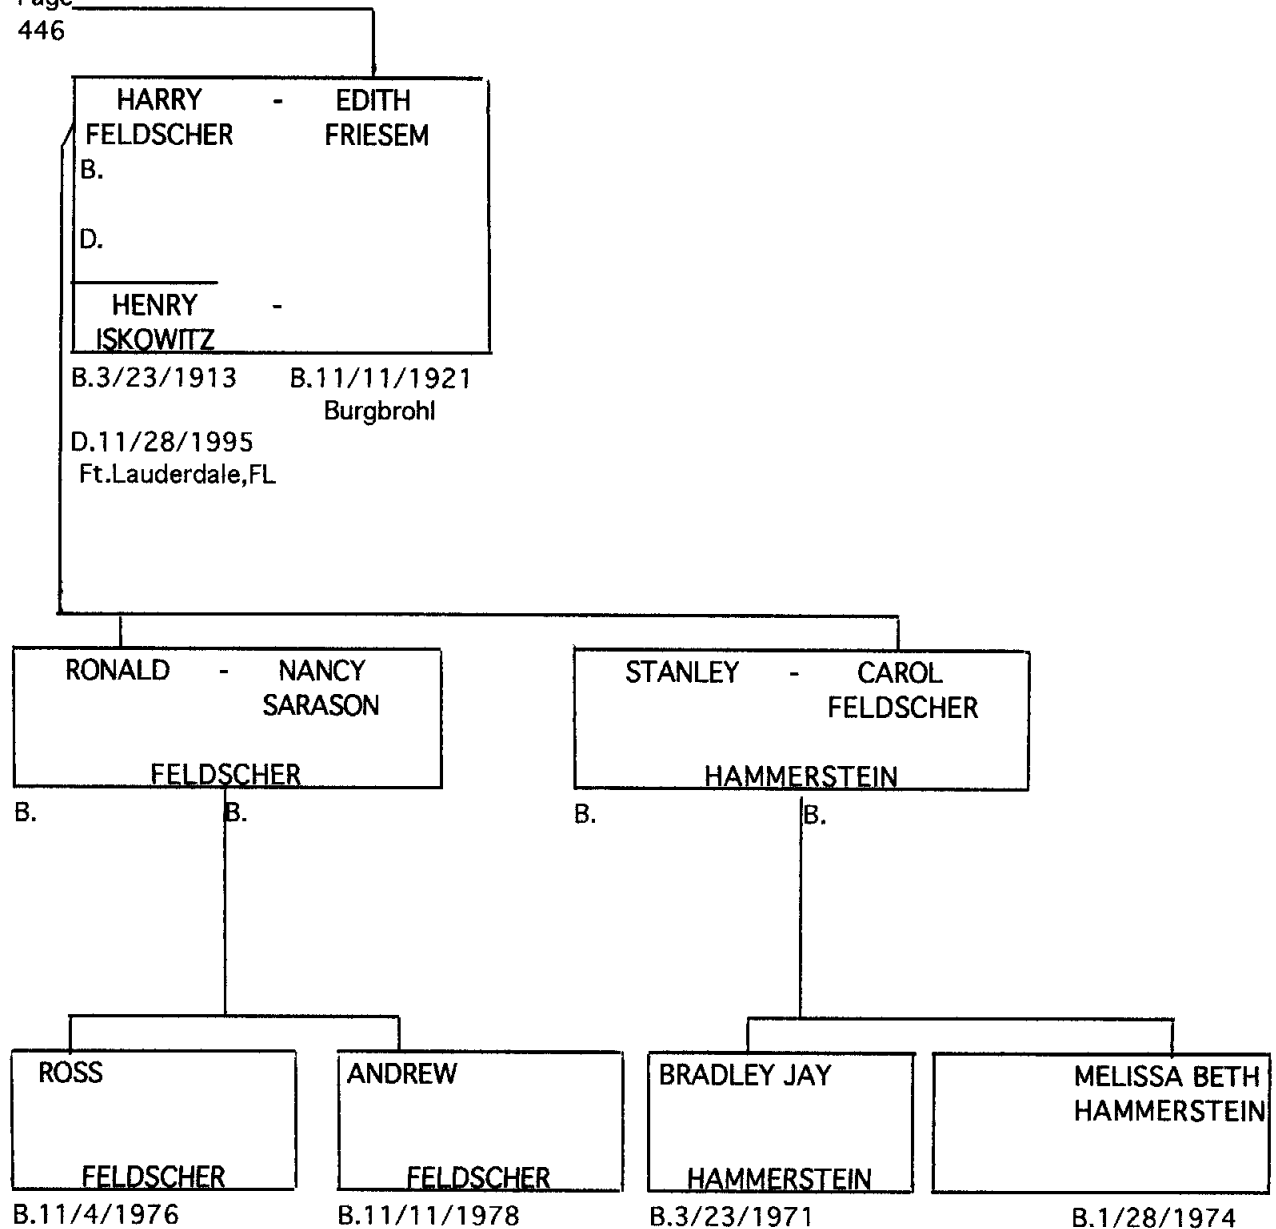 Page
446
HARRY - EDITH
FELDSCHER FRIESEM
B.
D.
HENRY -
ISKOWITZ
B.3/23/1913 B.11/11/1921
Burgbrohl
D.11/28/1995
Ft.Lauderdale,FL
RONALD - NANCY
SARASON
FELDSCHER
B. B.
STANLEY - CAROL
FELDSCHER
HAMMERSTEIN
B. B.
ROSS
FELDSCHER
B.11/4/1976
ANDREW
FELDSCHER
B.11/11/1978
BRADLEY JAY
HAMMERSTEIN
B.3/23/1971
MELISSA BETH
HAMMERSTEIN
B.1/28/1974